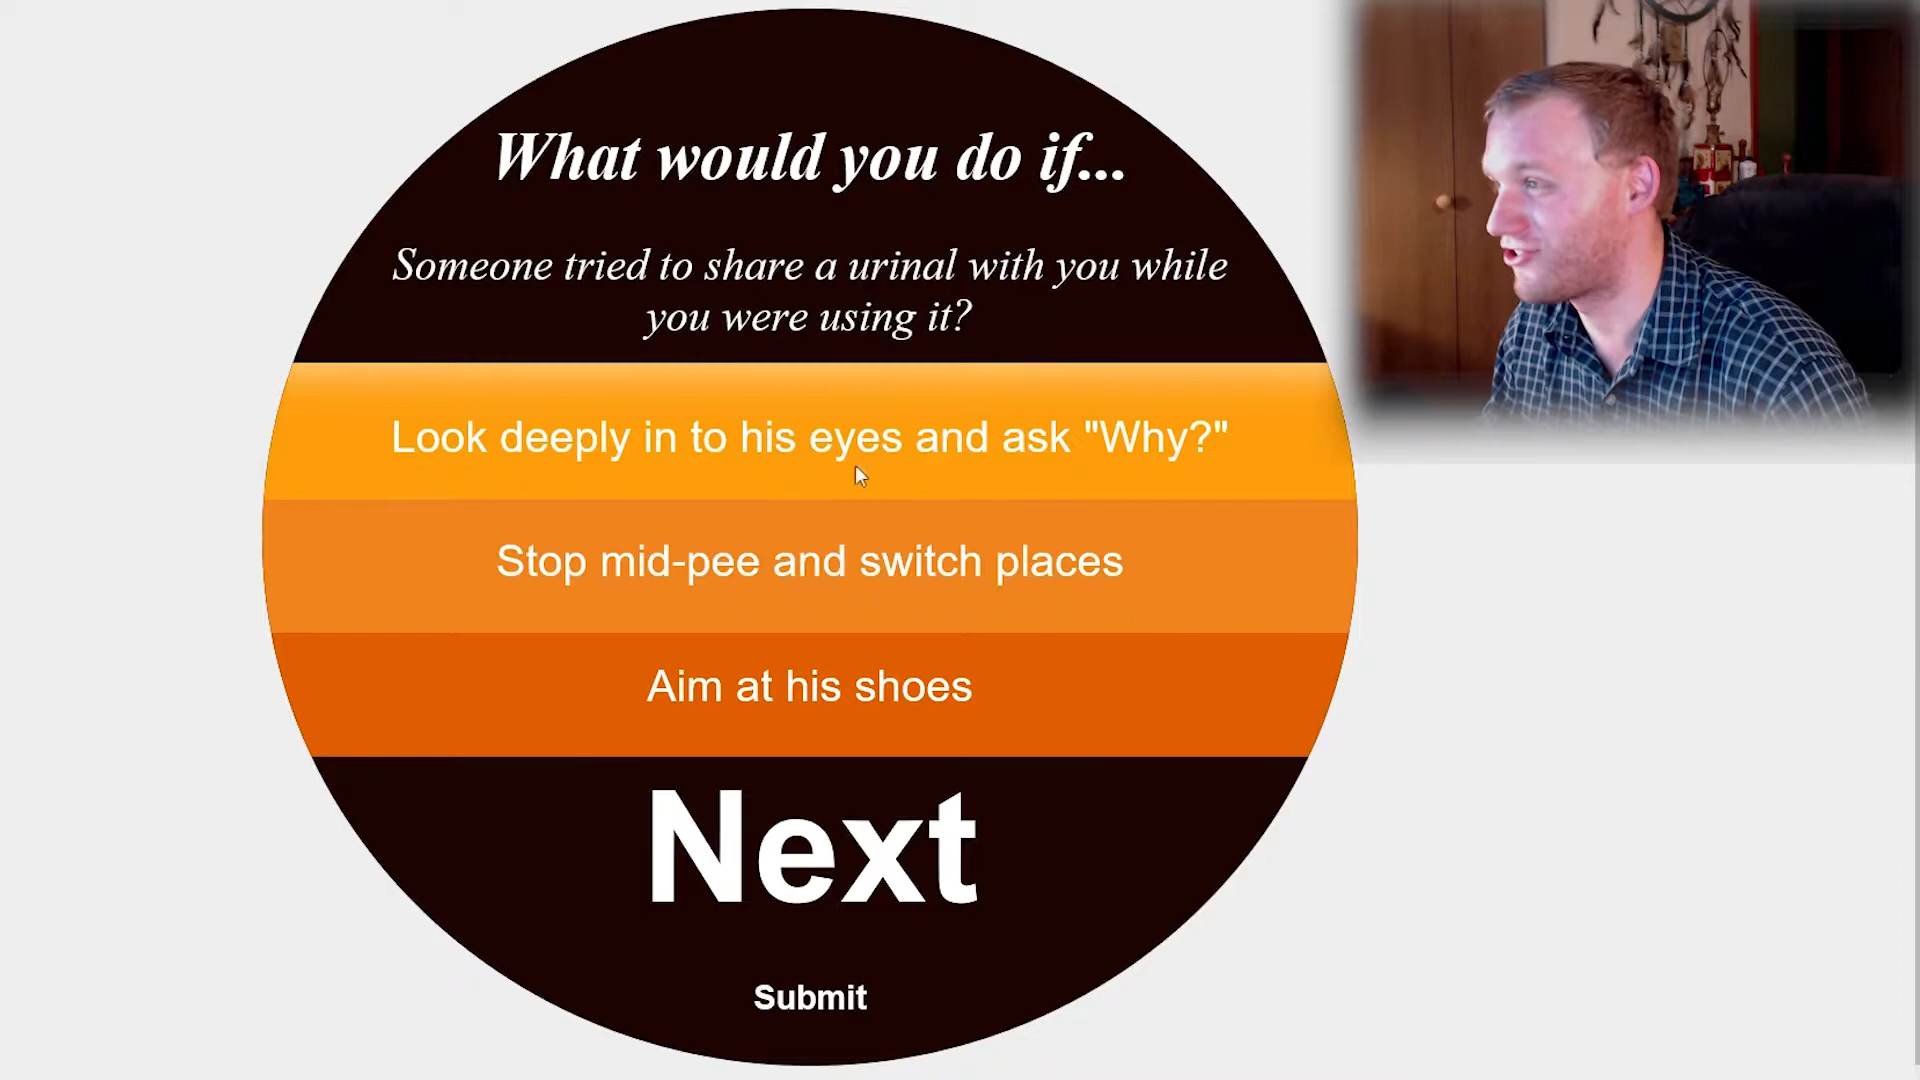 What would you do if...
Someone tried to share a urinal with you while
you were using it?
Look deeply in to his eyes and ask "Why?"
Stop mid-pee and switch places
Aim at his shoes
Next
Submit